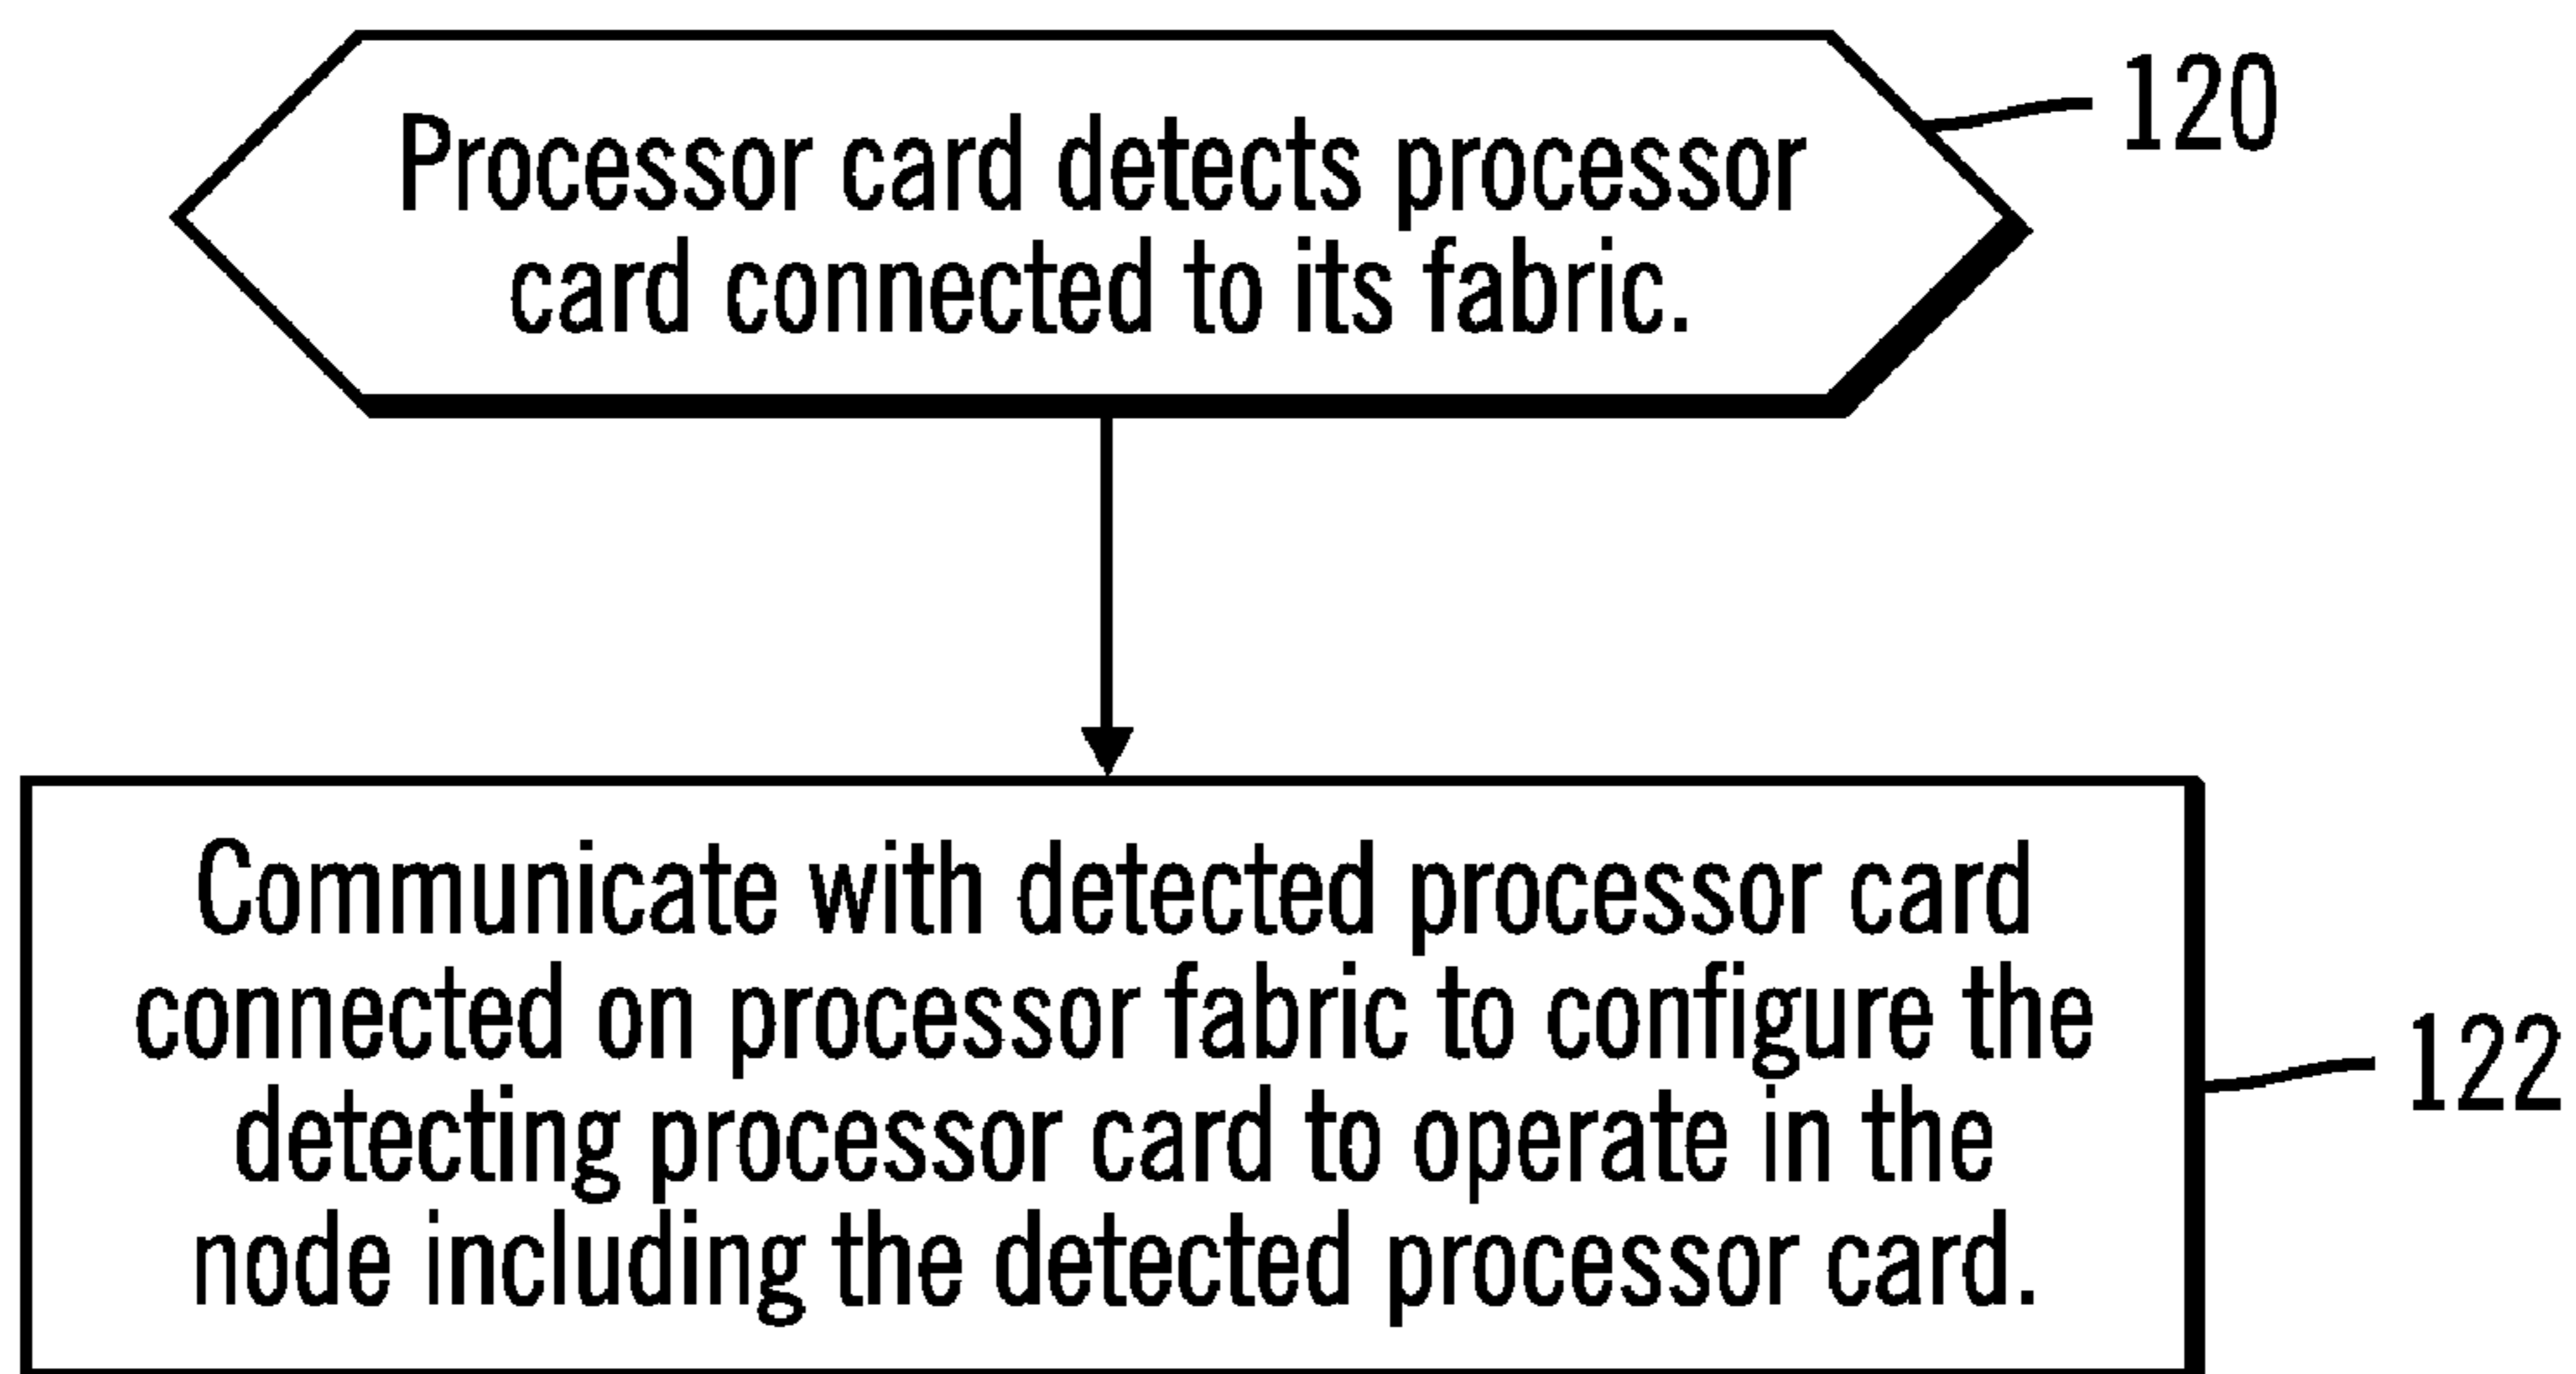 Processor card detects processor
card connected to its fabric.
120
Communicate with detected processor card
connected on processor fabric to configure the
detecting processor card to operate in the
node including the detected processor card.
122